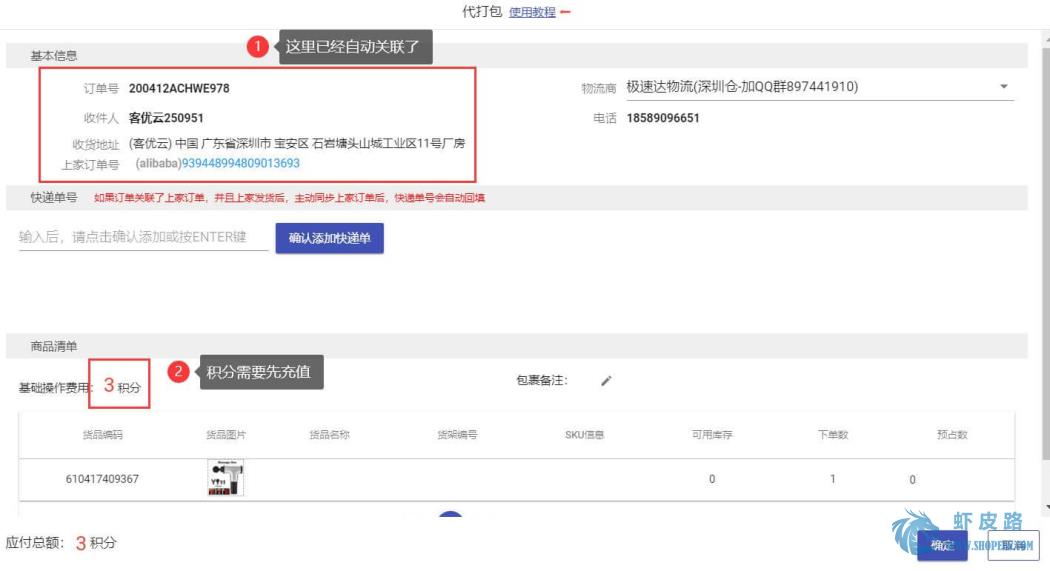 代打包 使用教程
1 这里已经自动关联了
基本信息
订单号 200412ACHWE978 物流商 极速达物流(深圳仓-加QQ群897441910)
收件人 客优云250951 电话 18589096651
收货地址 (客优云) 中国 广东省深圳市 宝安区 石岩塘头山城工业区11号厂房
上家订单号 (alibaba)939448994809013693
快递单号 如果订单关联了上家订单，并且上家发货后，主动同步上家订单后，快递单号会自动回填
输入后，请点击确认添加或按ENTER键 确认添加快递单
商品清单
2 积分需要先充值
基础操作费用: 3 积分 包裹备注:
货品编码 货品图片 货品名称 货架编号 SKU信息 可用库存 下单数 预占数
610417409367 0 1 0
虾皮路
应付总额: 3 积分 确定 取消